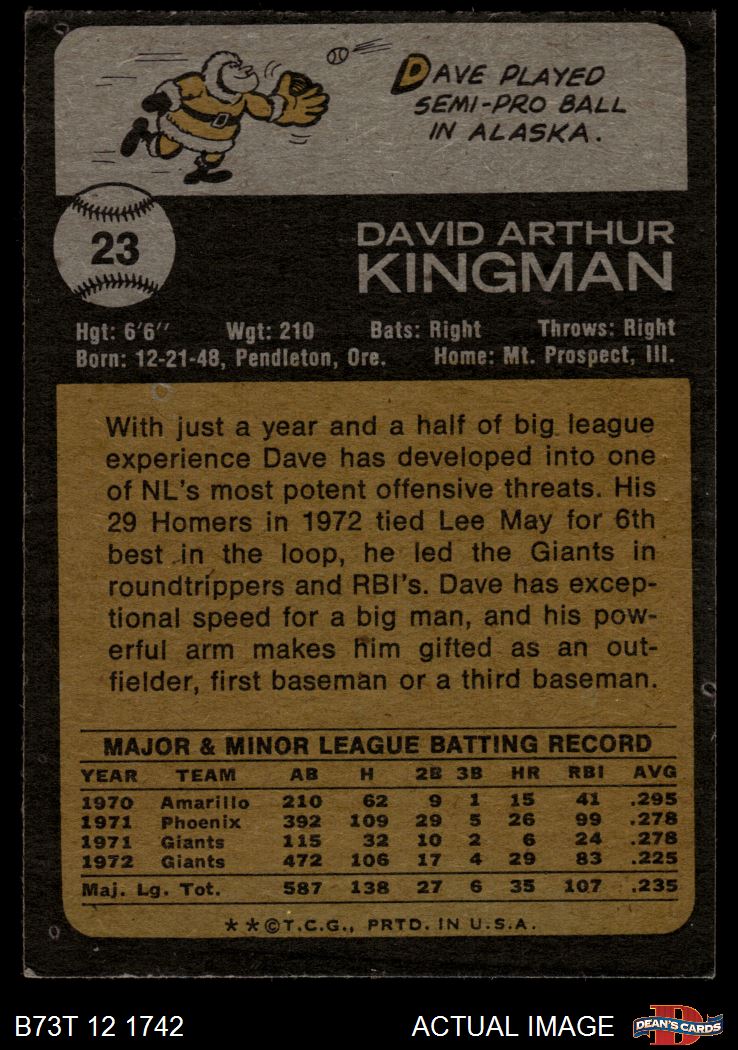 DAVE PLAYED
SEMI-PRO BALL
IN ALASKA.
23
DAVID ARTHUR
KINGMAN
Hgt: 6'6" Wgt: 210 Bats: Right Throws: Right
Born: 12-21-48, Pendleton, Ore. Home: Mt. Prospect, Ill.
With just a year and a half of big league
experience Dave has developed into one
of NL's most potent offensive threats. His
29 Homers in 1972 tied Lee May for 6th
best in the loop, he led the Giants in
roundtrippers and RBI's. Dave has excep-
tional speed for a big man, and his pow-
erful arm makes him gifted as an out-
fielder, first baseman or a third baseman.
MAJOR & MINOR LEAGUE BATTING RECORD
YEAR TEAM AB H 2B 3B HR RBI AVG
1970 Amarillo 210 62 9 1 15 41 .295
1971 Phoenix 392 109 29 5 26 99 .278
1971 Giants 115 32 10 2 6 24 .278
1972 Giants 472 106 17 4 29 83 .225
Maj. Lg. Tot. 587 138 27 6 35 107 .235
**©T.C.G., PRTD. IN U.S.A.
B73T 12 1742 ACTUAL IMAGE DEAN'S CARDS